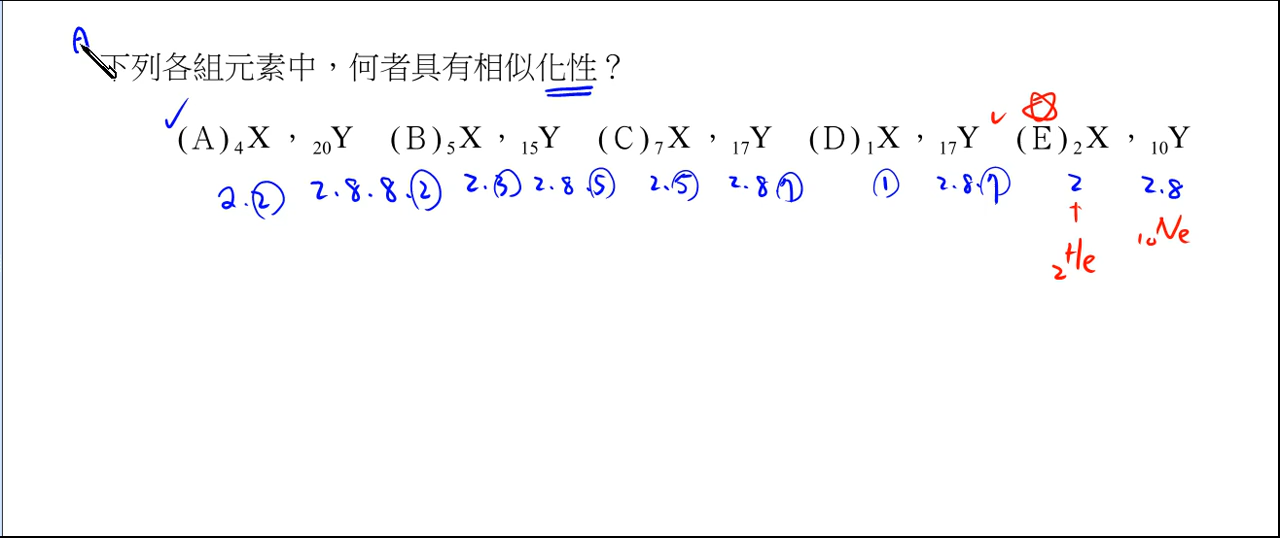 A
下列各組元素中，何者具有相似化性？
(A) ₄X，₂₀Y (B) ₅X，₁₅Y (C) ₇X，₁₇Y (D) ₁X，₁₇Y (E) ₂X，₁₀Y
2.2 2.8.8.2 2.3 2.8.5 2.5 2.8.7 1 2.8.7 2 2.8
₂He ₁₀Ne